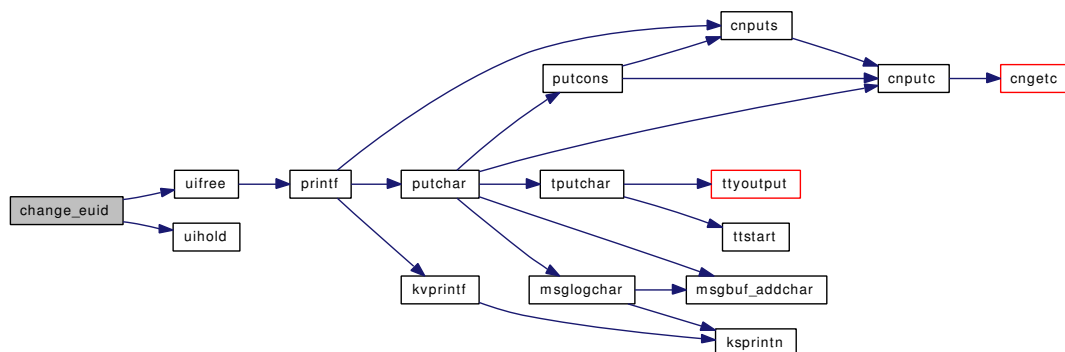 cnputs
putcons
cnputc
cngetc
uifree
printf
putchar
tputchar
ttyoutput
change_euid
uihold
ttstart
kvprintf
msglogchar
msgbuf_addchar
ksprintn